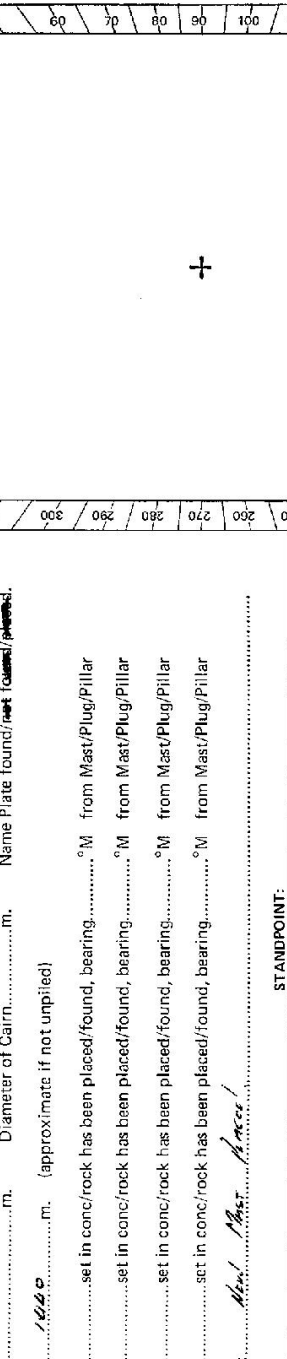 60 70 80 90 100
300 290 280 270 260
m. Diameter of Cairn..............m. Name Plate found/not found/placed.
m. (approximate if not unpiled)
set in conc/rock has been placed/found, bearing............°M from Mast/Plug/Pillar
set in conc/rock has been placed/found, bearing............°M from Mast/Plug/Pillar
set in conc/rock has been placed/found, bearing............°M from Mast/Plug/Pillar
set in conc/rock has been placed/found, bearing............°M from Mast/Plug/Pillar
New Mast Placed
STANDPOINT: